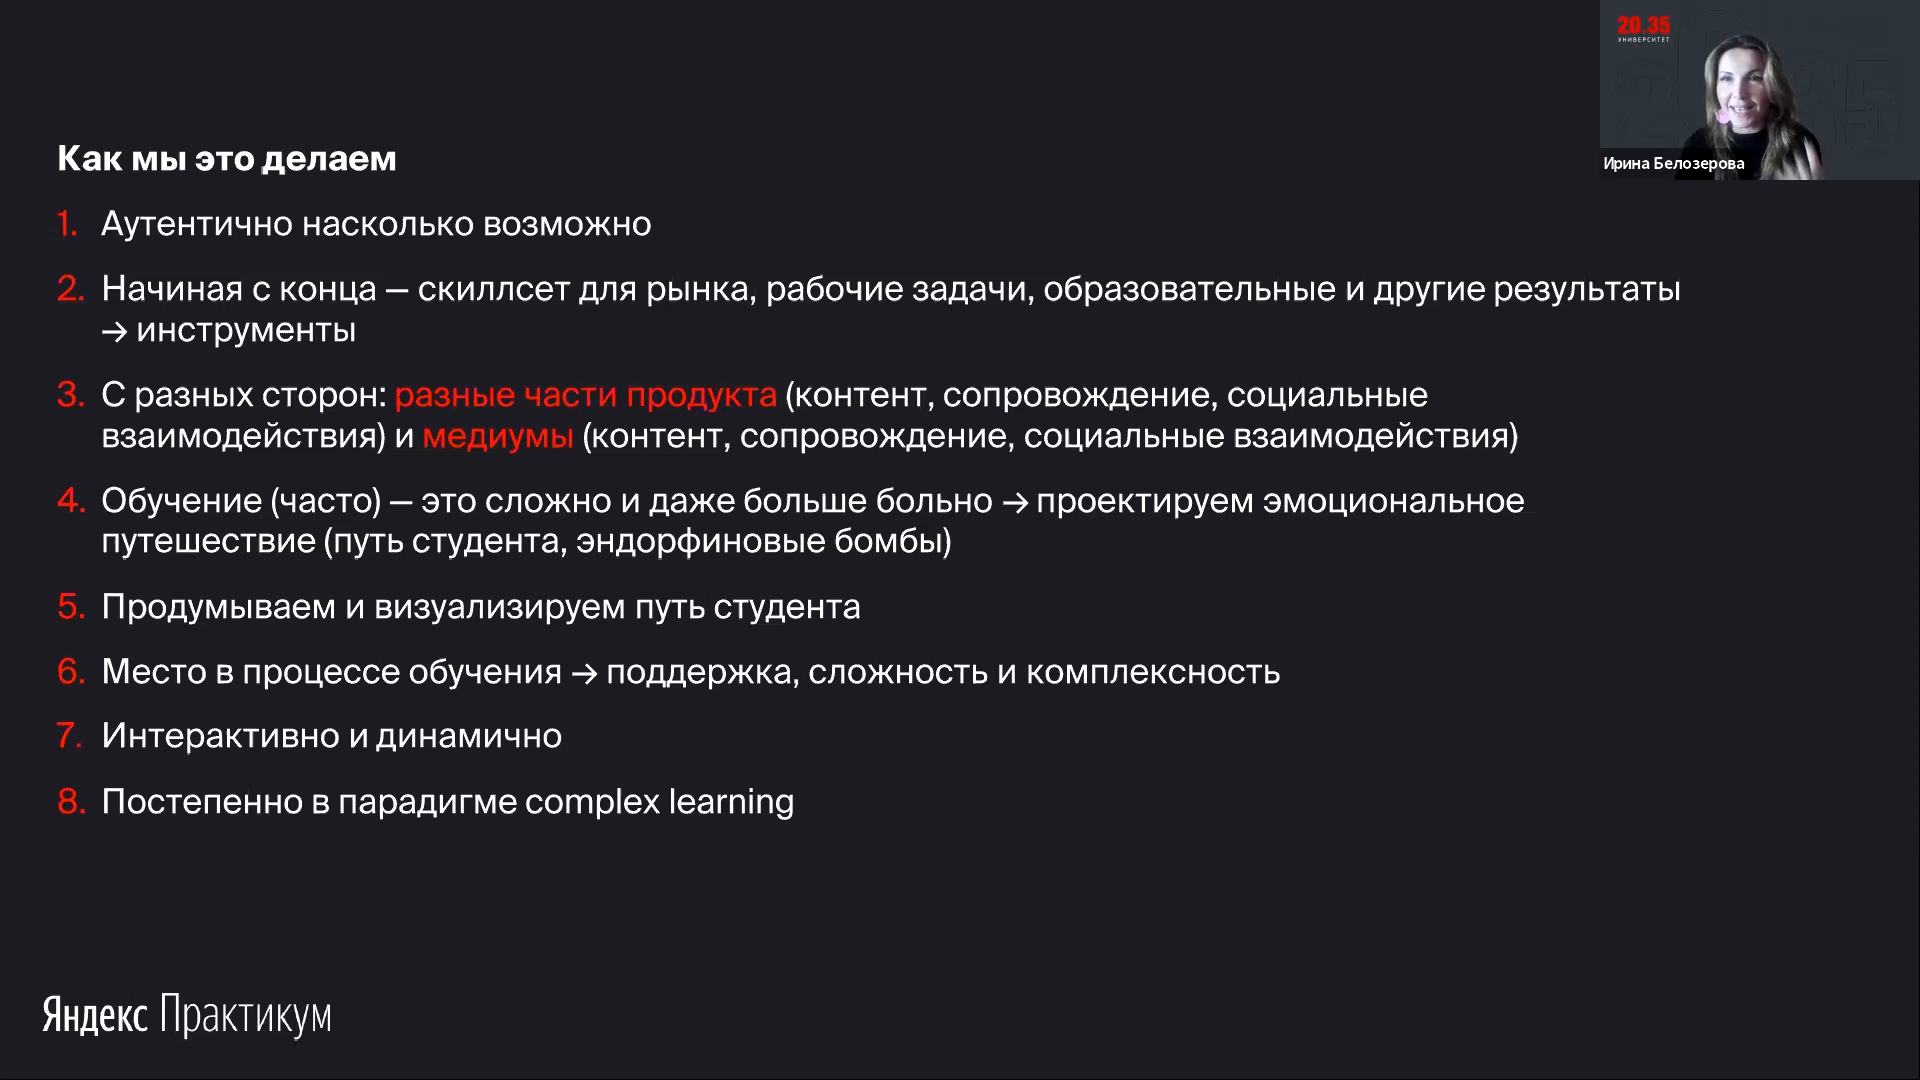 20.35
УНИВЕРСИТЕТ
Ирина Белозерова
Как мы это делаем
1. Аутентично насколько возможно
2. Начиная с конца — скиллсет для рынка, рабочие задачи, образовательные и другие результаты
→ инструменты
3. С разных сторон: разные части продукта (контент, сопровождение, социальные
взаимодействия) и медиумы (контент, сопровождение, социальные взаимодействия)
4. Обучение (часто) — это сложно и даже больше больно → проектируем эмоциональное
путешествие (путь студента, эндорфиновые бомбы)
5. Продумываем и визуализируем путь студента
6. Место в процессе обучения → поддержка, сложность и комплексность
7. Интерактивно и динамично
8. Постепенно в парадигме complex learning
Яндекс Практикум